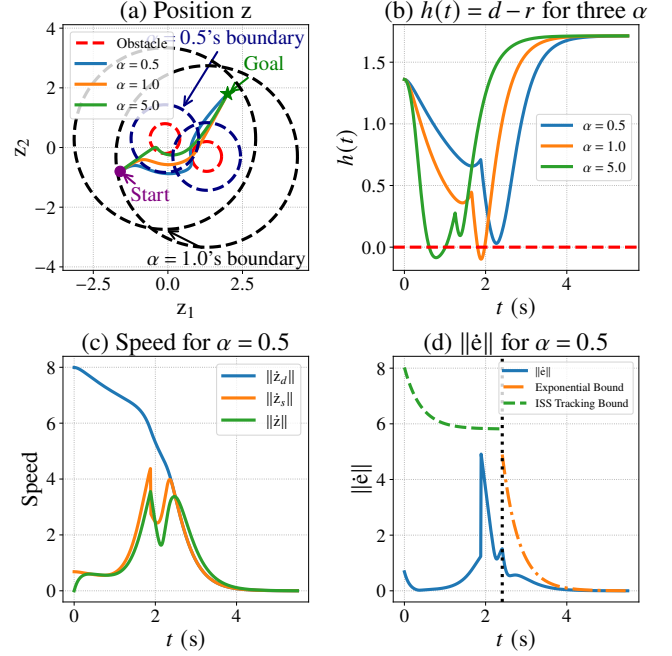 (a) Position z
Obstacle
α = 0.5
α = 1.0
α = 5.0
α = 0.5's boundary
Goal
Start
α = 1.0's boundary
4
2
0
−2
−4
z₂
−2.5
0.0
2.5
z₁
(b) h(t) = d − r for three α
α = 0.5
α = 1.0
α = 5.0
1.5
1.0
0.5
0.0
h(t)
0
2
4
t (s)
(c) Speed for α = 0.5
||ż_d||
||ż_s||
||ż||
8
6
4
2
0
Speed
0
2
4
t (s)
(d) ||ė|| for α = 0.5
||ė||
Exponential Bound
ISS Tracking Bound
8
6
4
2
0
||ė||
0
2
4
t (s)